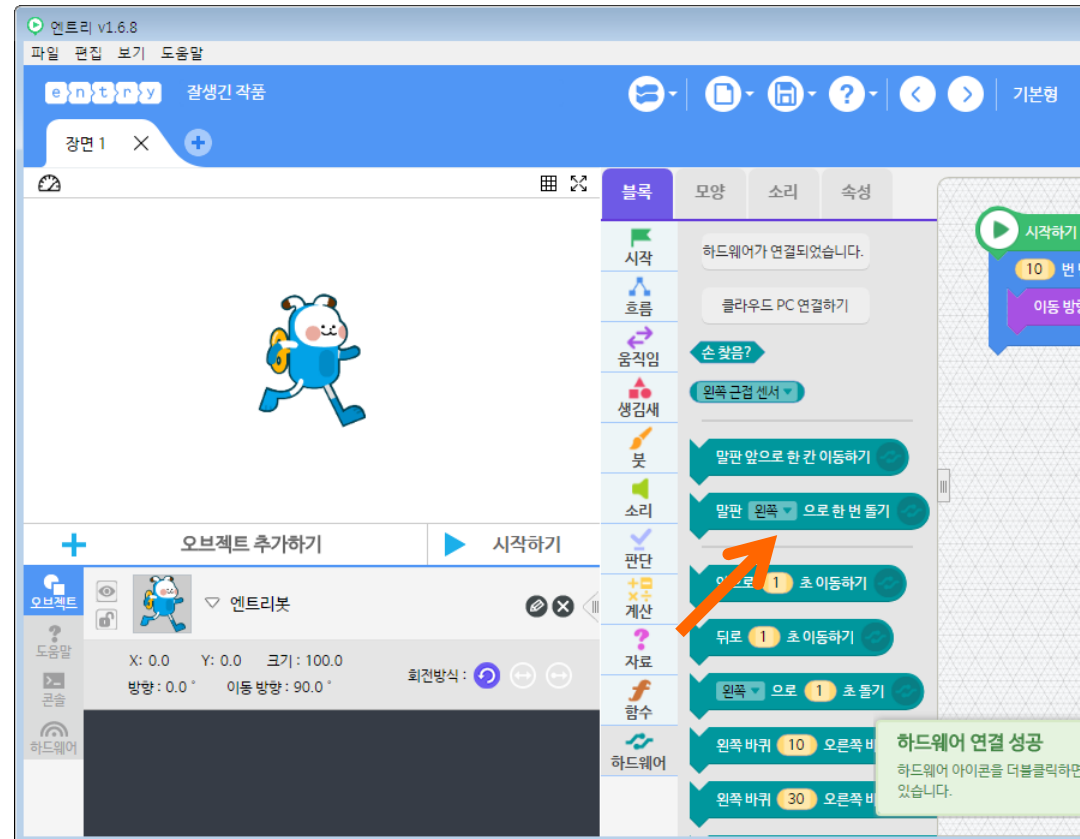 엔트리 v1.6.8
파일 편집 보기 도움말
entry 잘생긴 작품
기본형
장면 1
블록 모양 소리 속성
시작
흐름
움직임
생김새
붓
소리
판단
계산
자료
함수
하드웨어
하드웨어가 연결되었습니다.
클라우드 PC 연결하기
손 찾음?
왼쪽 근접 센서
말판 앞으로 한 칸 이동하기
말판 왼쪽 으로 한 번 돌기
1 초 이동하기
뒤로 1 초 이동하기
왼쪽 으로 1 초 돌기
왼쪽 바퀴 10 오른쪽
왼쪽 바퀴 30 오른쪽
시작하기
10 번
이동
오브젝트 추가하기
시작하기
오브젝트
도움말
콘솔
하드웨어
엔트리봇
X: 0.0 Y: 0.0 크기 : 100.0
방향 : 0.0 ˚ 이동 방향 : 90.0 ˚
회전방식 :
하드웨어 연결 성공
하드웨어 아이콘을 더블클릭하면
있습니다.